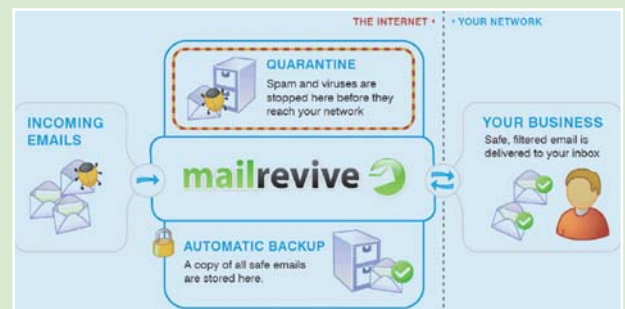 THE INTERNET
YOUR NETWORK
QUARANTINE
Spam and viruses are
stopped here before they
reach your network
INCOMING
EMAILS
mailrevive
YOUR BUSINESS
Safe, filtered email is
delivered to your inbox
AUTOMATIC BACKUP
A copy of all safe emails
are stored here.